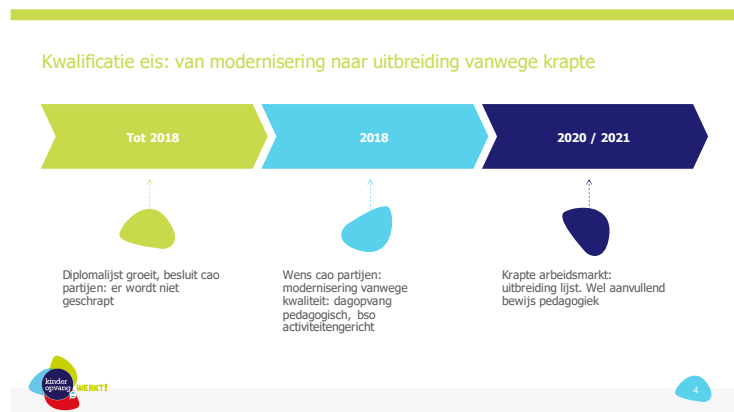 Kwalificatie eis: van modernisering naar uitbreiding vanwege krapte
Tot 2018
2018
2020 / 2021
Diplomalijst groeit, besluit cao
partijen: er wordt niet
geschrapt
Wens cao partijen:
modernisering vanwege
kwaliteit: dagopvang
pedagogisch, bso
activiteitengericht
Krapte arbeidsmarkt:
uitbreiding lijst. Wel aanvullend
bewijs pedagogiek
kinder
opvang
WERKT!
4